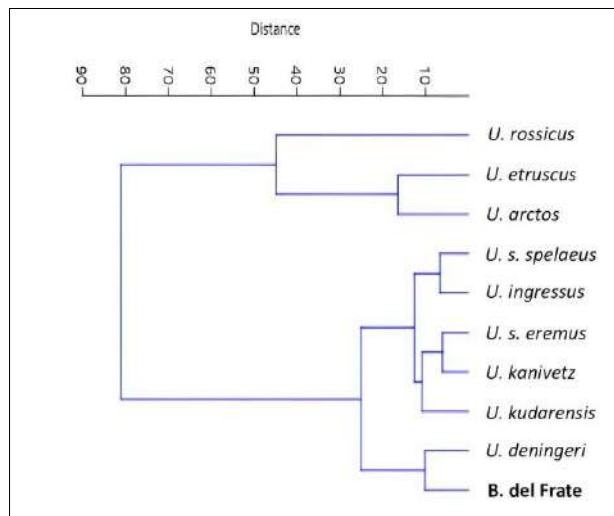 Distance
90 80 70 60 50 40 30 20 10
U. rossicus
U. etruscus
U. arctos
U. s. spelaeus
U. ingressus
U. s. eremus
U. kanivetz
U. kudarensis
U. deningeri
B. del Frate